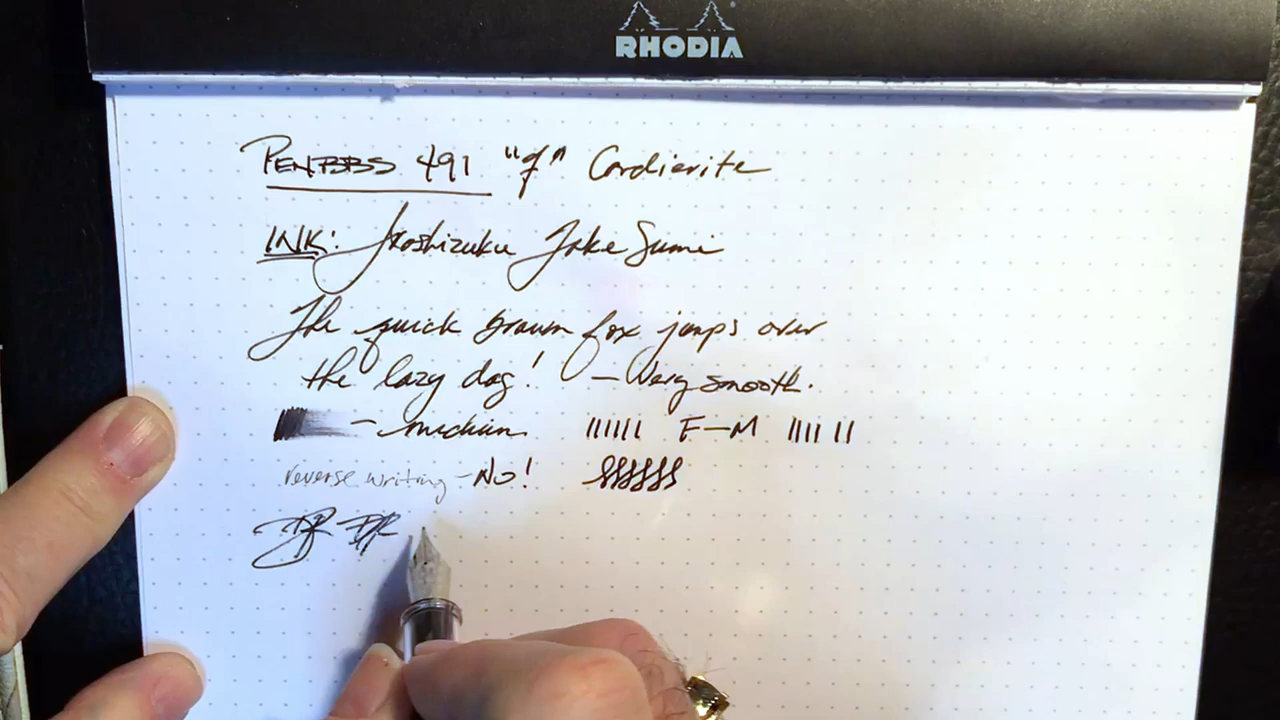 RHODIA
PENBBS 491 "f" Cordierite
INK: Iroshizuku Take Sumi
The quick brown fox jumps over
the lazy dog! – Very smooth.
– medium F–M
reverse writing – No!